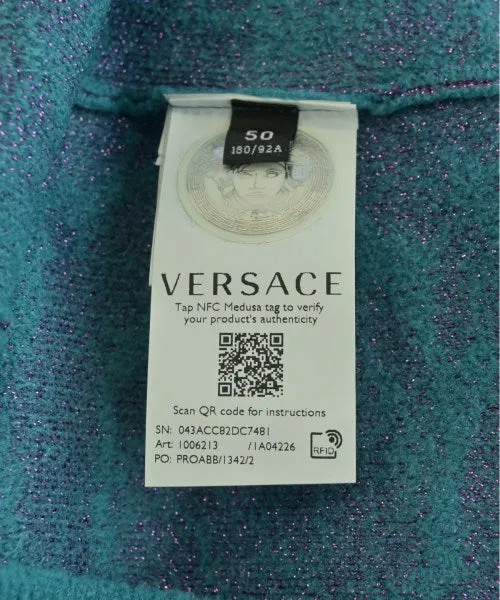 50
180/92A
VERSACE
Tap NFC Medusa tag to verify
your product's authenticity
Scan QR code for instructions
SN: 043ACCB2DC7481
Art: 1006213 /1A04226
PO: PROABB/1342/2
RFID